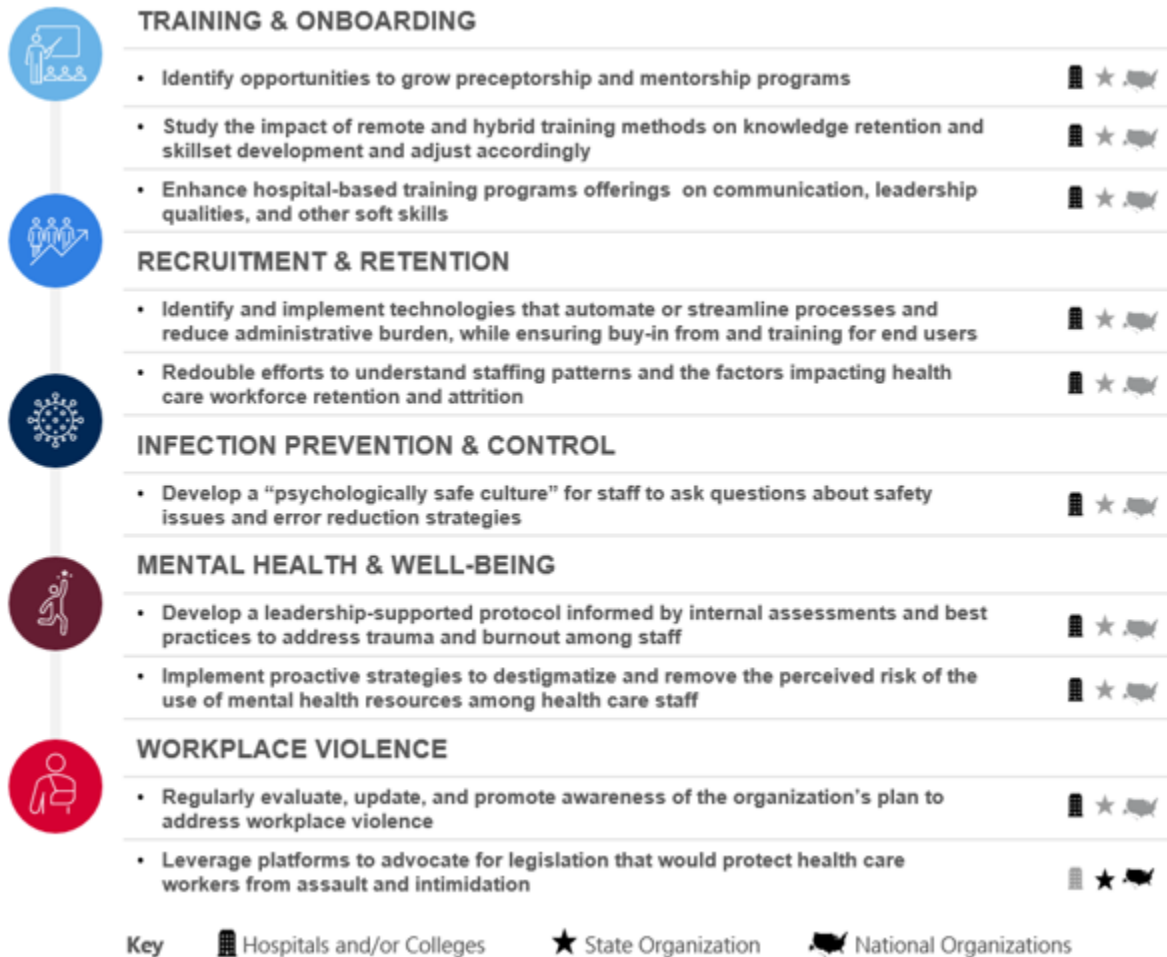 TRAINING & ONBOARDING
• Identify opportunities to grow preceptorship and mentorship programs
• Study the impact of remote and hybrid training methods on knowledge retention and
skillset development and adjust accordingly
• Enhance hospital-based training programs offerings on communication, leadership
qualities, and other soft skills
RECRUITMENT & RETENTION
• Identify and implement technologies that automate or streamline processes and
reduce administrative burden, while ensuring buy-in from and training for end users
• Redouble efforts to understand staffing patterns and the factors impacting health
care workforce retention and attrition
INFECTION PREVENTION & CONTROL
• Develop a “psychologically safe culture” for staff to ask questions about safety
issues and error reduction strategies
MENTAL HEALTH & WELL-BEING
• Develop a leadership-supported protocol informed by internal assessments and best
practices to address trauma and burnout among staff
• Implement proactive strategies to destigmatize and remove the perceived risk of the
use of mental health resources among health care staff
WORKPLACE VIOLENCE
• Regularly evaluate, update, and promote awareness of the organization’s plan to
address workplace violence
• Leverage platforms to advocate for legislation that would protect health care
workers from assault and intimidation
Key Hospitals and/or Colleges State Organization National Organizations